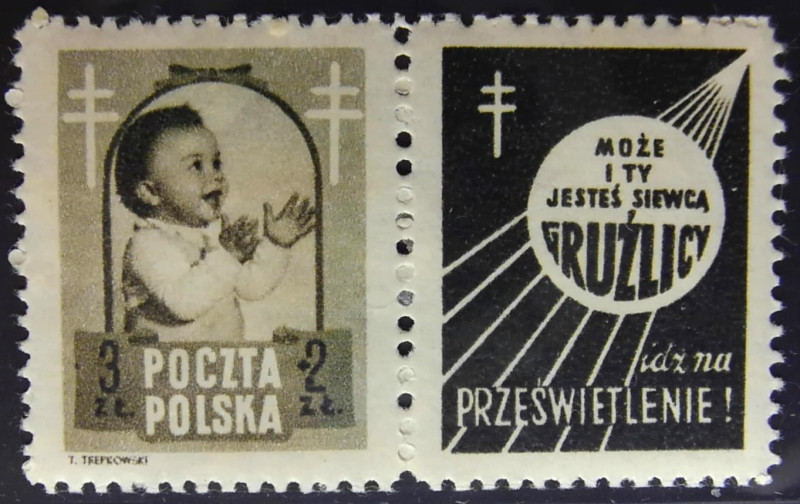 3 ZŁ. POCZTA POLSKA +2 ZŁ.
T. TREPKOWSKI
MOŻE
I TY
JESTEŚ SIEWCĄ
GRUŹLICY
idź na
PRZEŚWIETLENIE!